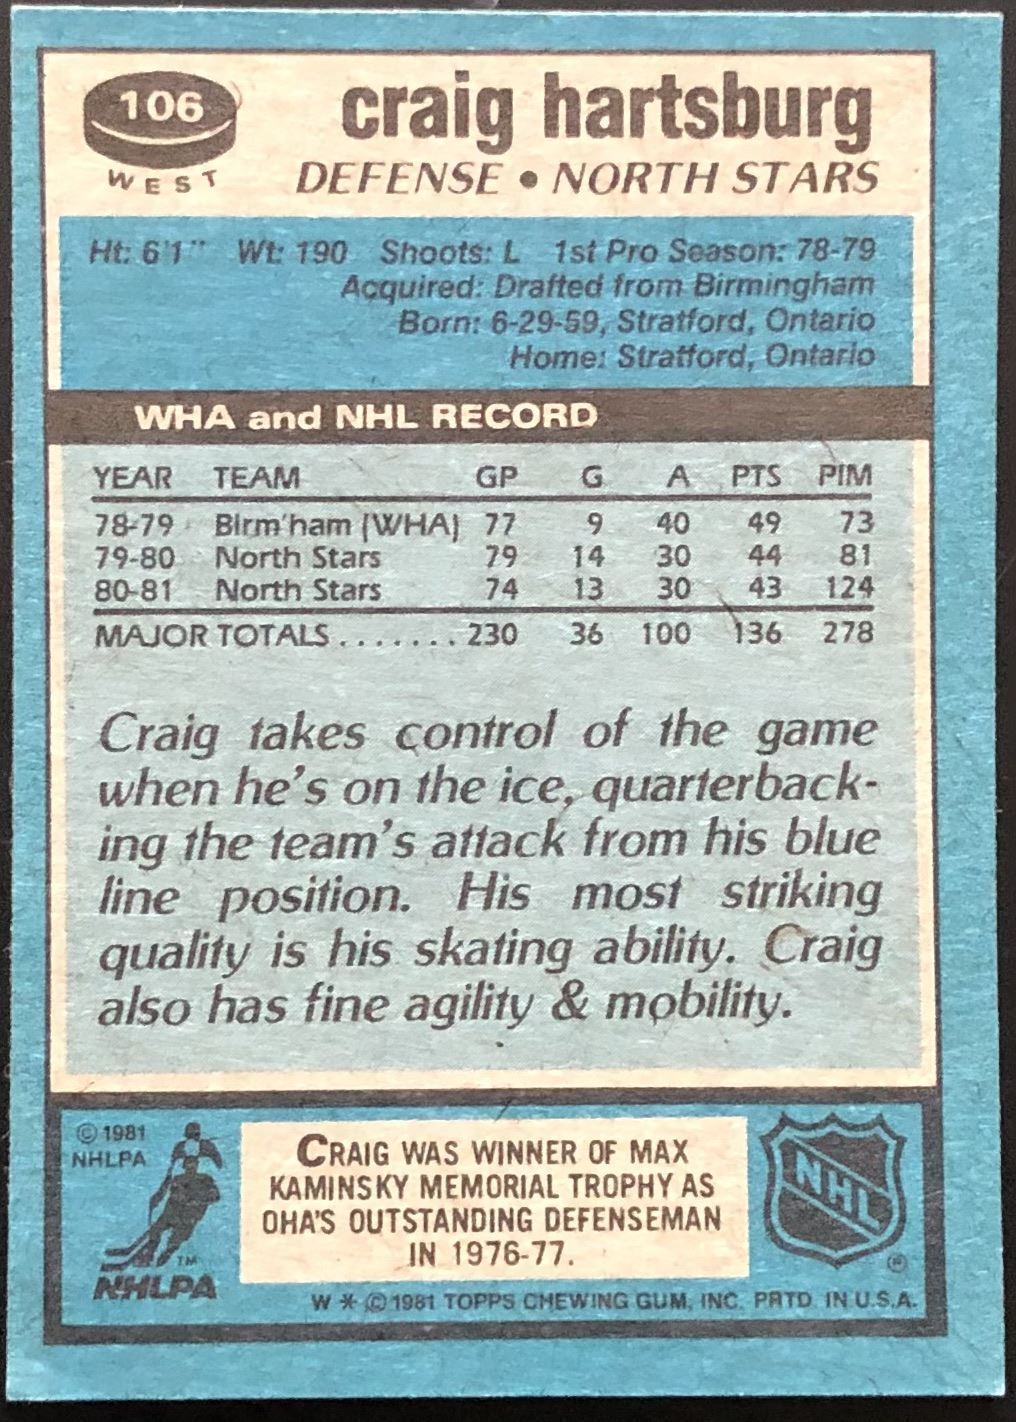 106
WEST
craig hartsburg
DEFENSE • NORTH STARS
Ht: 6'1" Wt: 190 Shoots: L 1st Pro Season: 78-79
Acquired: Drafted from Birmingham
Born: 6-29-59, Stratford, Ontario
Home: Stratford, Ontario
WHA and NHL RECORD
YEAR TEAM GP G A PTS PIM
78-79 Birm'ham (WHA) 77 9 40 49 73
79-80 North Stars 79 14 30 44 81
80-81 North Stars 74 13 30 43 124
MAJOR TOTALS ....... 230 36 100 136 278
Craig takes control of the game
when he's on the ice, quarterback-
ing the team's attack from his blue
line position. His most striking
quality is his skating ability. Craig
also has fine agility & mobility.
© 1981
NHLPA
TM
NHLPA
CRAIG WAS WINNER OF MAX
KAMINSKY MEMORIAL TROPHY AS
OHA'S OUTSTANDING DEFENSEMAN
IN 1976-77.
NHL
®
W * © 1981 TOPPS CHEWING GUM, INC. PRTD. IN U.S.A.